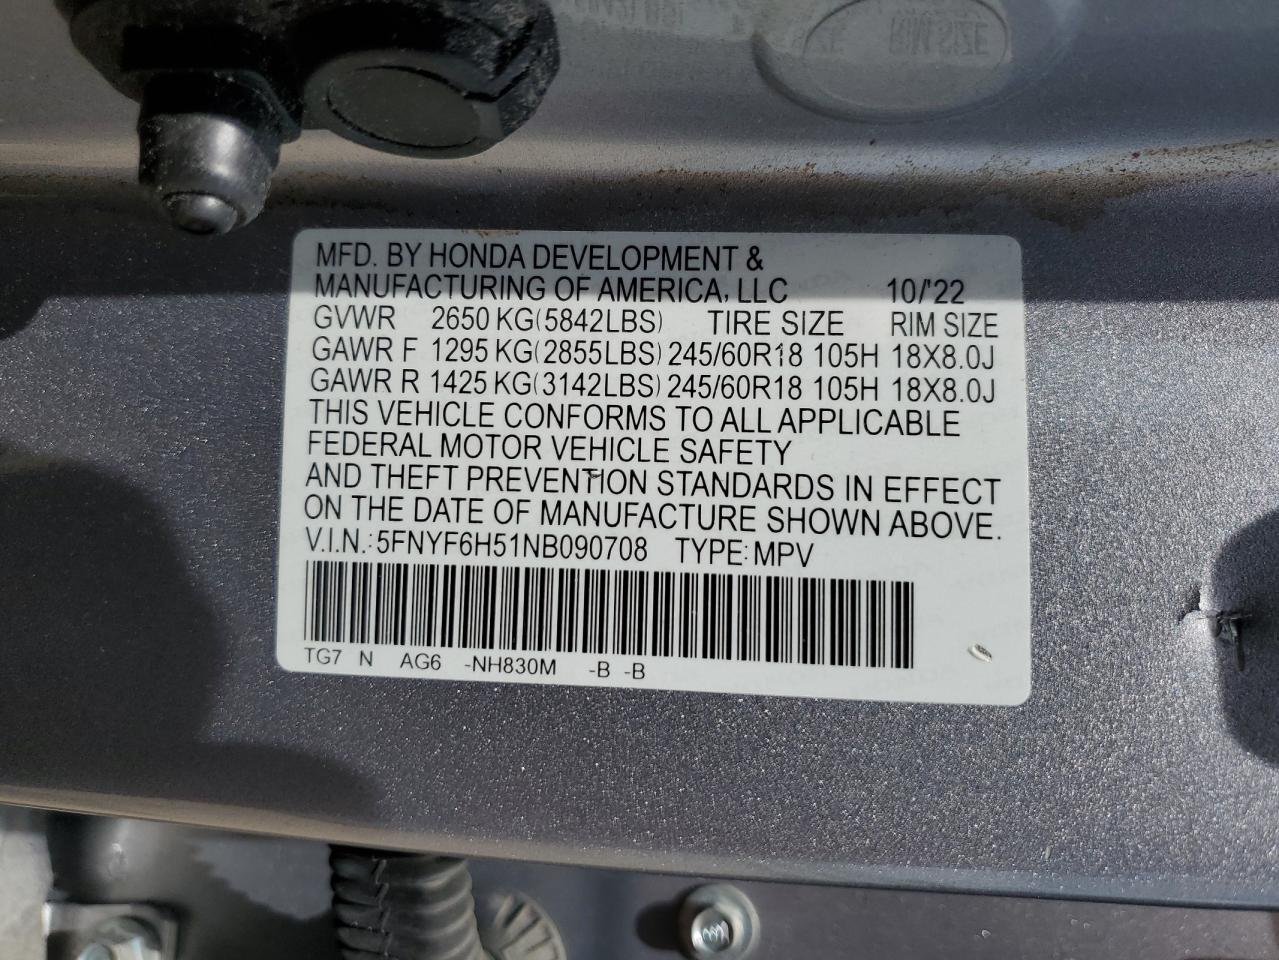 MFD. BY HONDA DEVELOPMENT &
MANUFACTURING OF AMERICA, LLC 10/'22
GVWR 2650 KG(5842LBS) TIRE SIZE RIM SIZE
GAWR F 1295 KG(2855LBS) 245/60R18 105H 18X8.0J
GAWR R 1425 KG(3142LBS) 245/60R18 105H 18X8.0J
THIS VEHICLE CONFORMS TO ALL APPLICABLE
FEDERAL MOTOR VEHICLE SAFETY
AND THEFT PREVENTION STANDARDS IN EFFECT
ON THE DATE OF MANUFACTURE SHOWN ABOVE.
V.I.N.: 5FNYF6H51NB090708 TYPE: MPV
TG7 N AG6 -NH830M -B -B